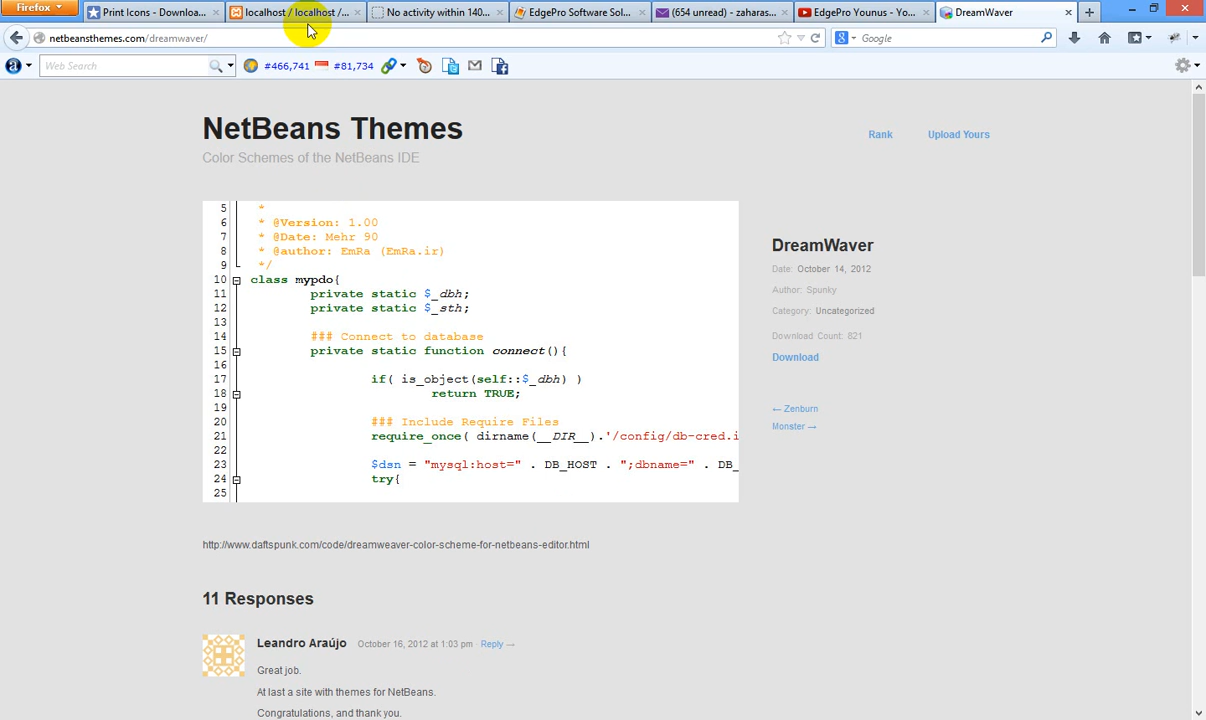 Firefox
Print Icons - Downloa...
localhost / localhost /...
No activity within 140...
EdgePro Software Sol...
(654 unread) - zaharas...
EdgePro Younus - Yo...
DreamWaver
netbeansthemes.com/dreamwaver/
Google
Web Search
#466,741
#81,734
NetBeans Themes
Rank
Upload Yours
Color Schemes of the NetBeans IDE
5 *
6 * @Version: 1.00
7 * @Date: Mehr 90
8 * @author: EmRa (EmRa.ir)
9 */
10 class mypdo{
11 private static $_dbh;
12 private static $_sth;
13
14 ### Connect to database
15 private static function connect(){
16
17 if( is_object(self::$_dbh) )
18 return TRUE;
19
20 ### Include Require Files
21 require_once( dirname(__DIR__).'/config/db-cred.i
22
23 $dsn = "mysql:host=" . DB_HOST . ";dbname=" . DB_
24 try{
25
DreamWaver
Date: October 14, 2012
Author: Spunky
Category: Uncategorized
Download Count: 821
Download
← Zenburn
Monster →
http://www.daftspunk.com/code/dreamweaver-color-scheme-for-netbeans-editor.html
11 Responses
Leandro Araújo October 16, 2012 at 1:03 pm Reply →
Great job.
At last a site with themes for NetBeans.
Congratulations, and thank you.